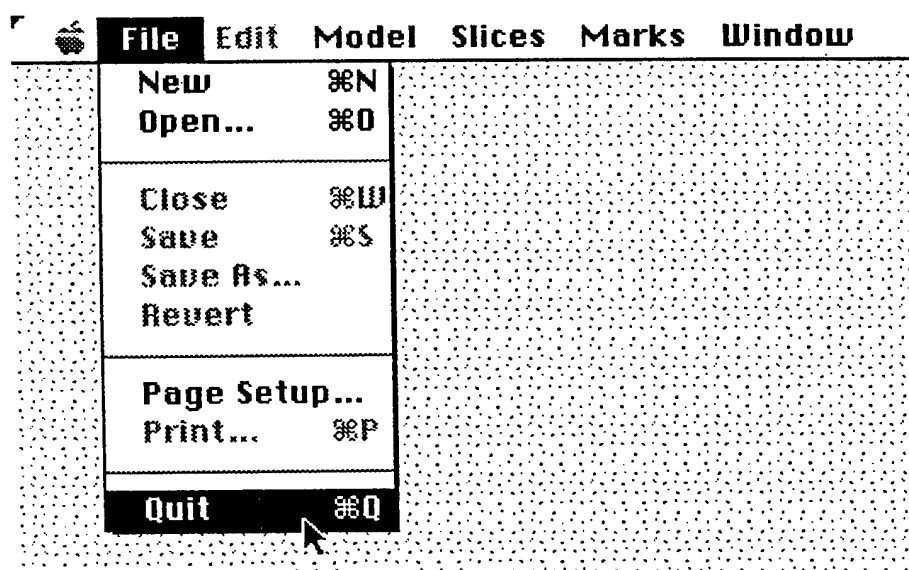 File Edit Model Slices Marks Window
New ⌘N
Open... ⌘O
Close ⌘W
Save ⌘S
Save As...
Revert
Page Setup...
Print... ⌘P
Quit ⌘Q